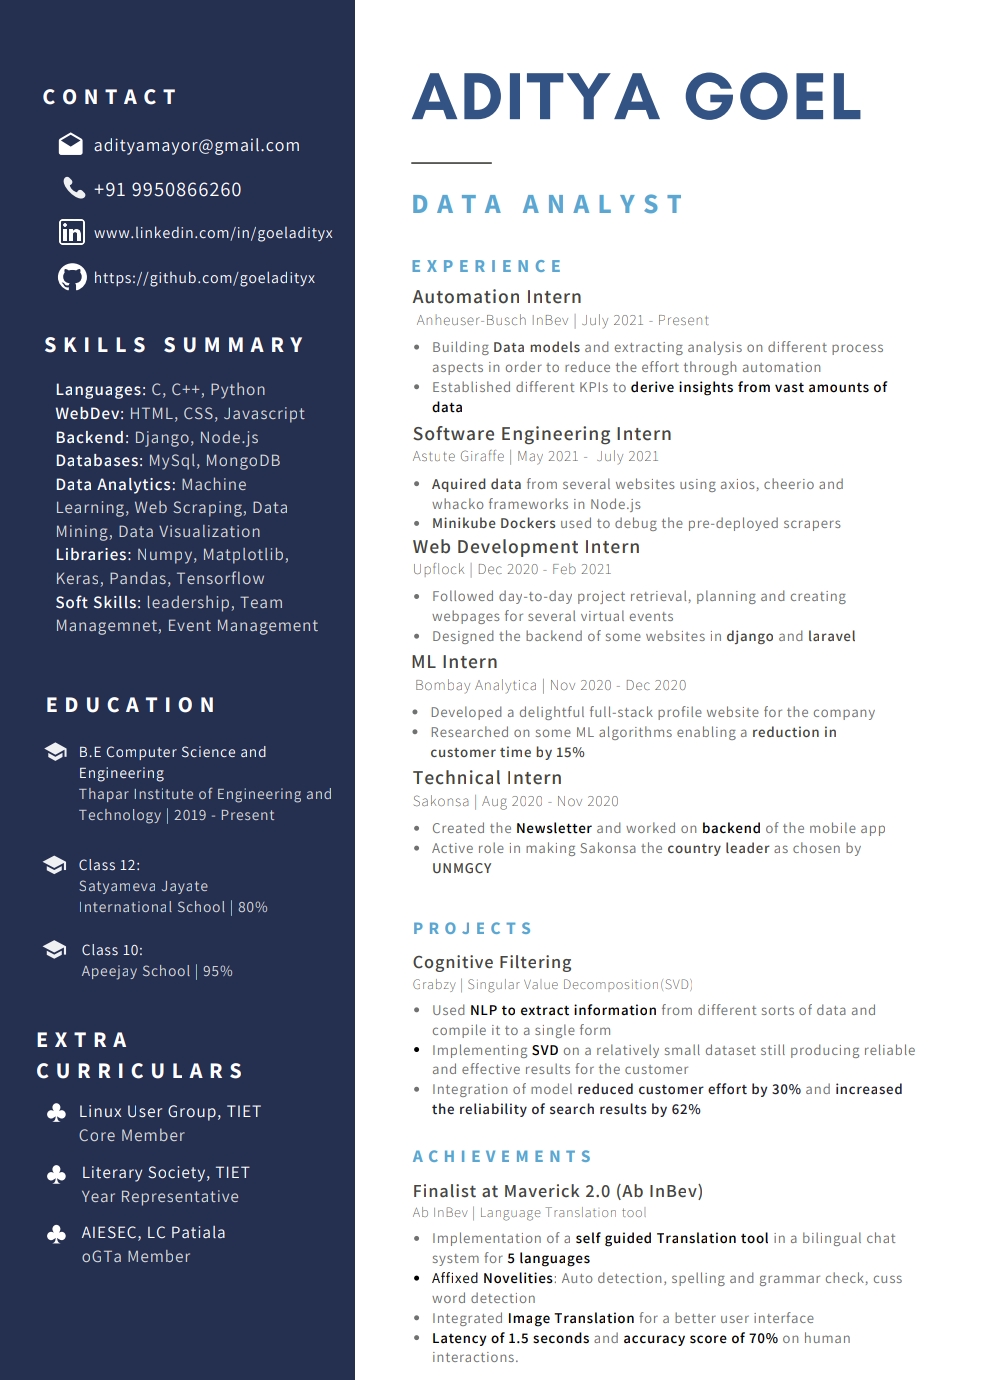 CONTACT
adityamayor@gmail.com
+91 9950866260
www.linkedin.com/in/goeladityx
https://github.com/goeladityx
SKILLS SUMMARY
Languages: C, C++, Python
WebDev: HTML, CSS, Javascript
Backend: Django, Node.js
Databases: MySql, MongoDB
Data Analytics: Machine
Learning, Web Scraping, Data
Mining, Data Visualization
Libraries: Numpy, Matplotlib,
Keras, Pandas, Tensorflow
Soft Skills: leadership, Team
Managemnet, Event Management
EDUCATION
B.E Computer Science and
Engineering
Thapar Institute of Engineering and
Technology | 2019 - Present
Class 12:
Satyameva Jayate
International School | 80%
Class 10:
Apeejay School | 95%
EXTRA
CURRICULARS
Linux User Group, TIET
Core Member
Literary Society, TIET
Year Representative
AIESEC, LC Patiala
oGTa Member
ADITYA GOEL
DATA ANALYST
EXPERIENCE
Automation Intern
Anheuser-Busch InBev | July 2021 - Present
• Building Data models and extracting analysis on different process
aspects in order to reduce the effort through automation
• Established different KPIs to derive insights from vast amounts of
data
Software Engineering Intern
Astute Giraffe | May 2021 - July 2021
• Aquired data from several websites using axios, cheerio and
whacko frameworks in Node.js
• Minikube Dockers used to debug the pre-deployed scrapers
Web Development Intern
Upflock | Dec 2020 - Feb 2021
• Followed day-to-day project retrieval, planning and creating
webpages for several virtual events
• Designed the backend of some websites in django and laravel
ML Intern
Bombay Analytica | Nov 2020 - Dec 2020
• Developed a delightful full-stack profile website for the company
• Researched on some ML algorithms enabling a reduction in
customer time by 15%
Technical Intern
Sakonsa | Aug 2020 - Nov 2020
• Created the Newsletter and worked on backend of the mobile app
• Active role in making Sakonsa the country leader as chosen by
UNMGCY
PROJECTS
Cognitive Filtering
Grabzy | Singular Value Decomposition(SVD)
• Used NLP to extract information from different sorts of data and
compile it to a single form
• Implementing SVD on a relatively small dataset still producing reliable
and effective results for the customer
• Integration of model reduced customer effort by 30% and increased
the reliability of search results by 62%
ACHIEVEMENTS
Finalist at Maverick 2.0 (Ab InBev)
Ab InBev | Language Translation tool
• Implementation of a self guided Translation tool in a bilingual chat
system for 5 languages
• Affixed Novelities: Auto detection, spelling and grammar check, cuss
word detection
• Integrated Image Translation for a better user interface
• Latency of 1.5 seconds and accuracy score of 70% on human
interactions.